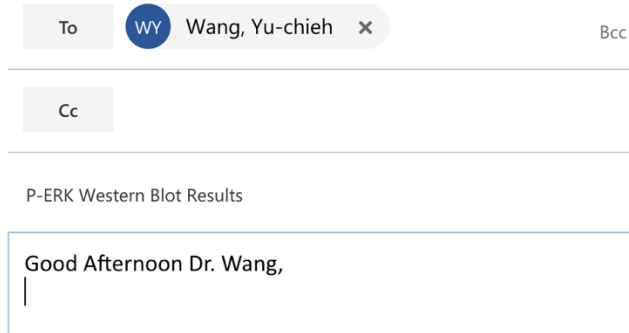 To WY Wang, Yu-chieh × Bcc
Cc
P-ERK Western Blot Results
Good Afternoon Dr. Wang,